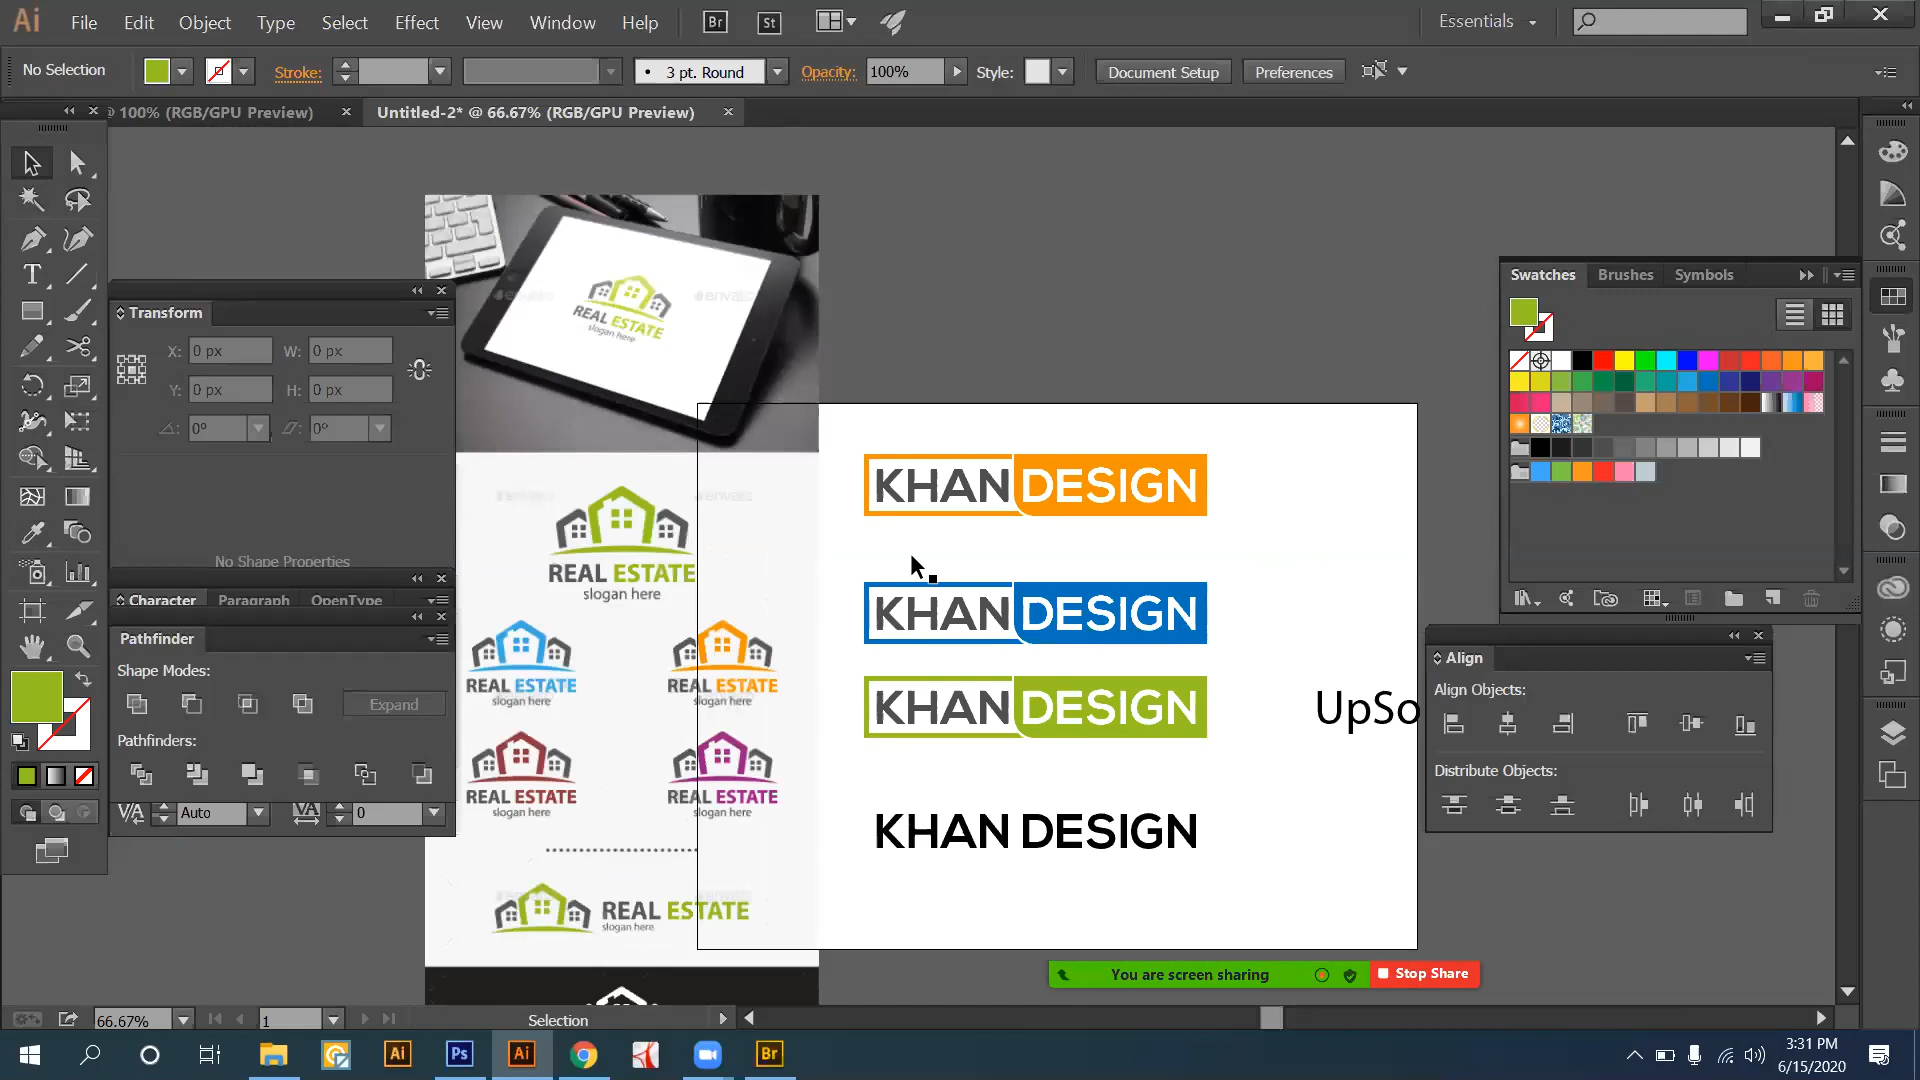 Ai File Edit Object Type Select Effect View Window Help Br St Essentials
No Selection Stroke: 3 pt. Round Opacity: 100% Style: Document Setup Preferences
@ 100% (RGB/GPU Preview) Untitled-2* @ 66.67% (RGB/GPU Preview)
Transform
X: 0 px W: 0 px
Y: 0 px H: 0 px
0° 0°
No Shape Properties
Character Paragraph OpenType
Pathfinder
Shape Modes:
Expand
Pathfinders:
Auto 0
REAL ESTATE
slogan here
envato
envato
REAL ESTATE
slogan here
REAL ESTATE
slogan here
REAL ESTATE
slogan here
REAL ESTATE
slogan here
REAL ESTATE
slogan here
REAL ESTATE
slogan here
KHAN DESIGN
KHAN DESIGN
KHAN DESIGN
UpSo
KHAN DESIGN
Swatches Brushes Symbols
Align
Align Objects:
Distribute Objects:
You are screen sharing Stop Share
66.67% 1 Selection
Ai Ps Ai Br
3:31 PM
6/15/2020